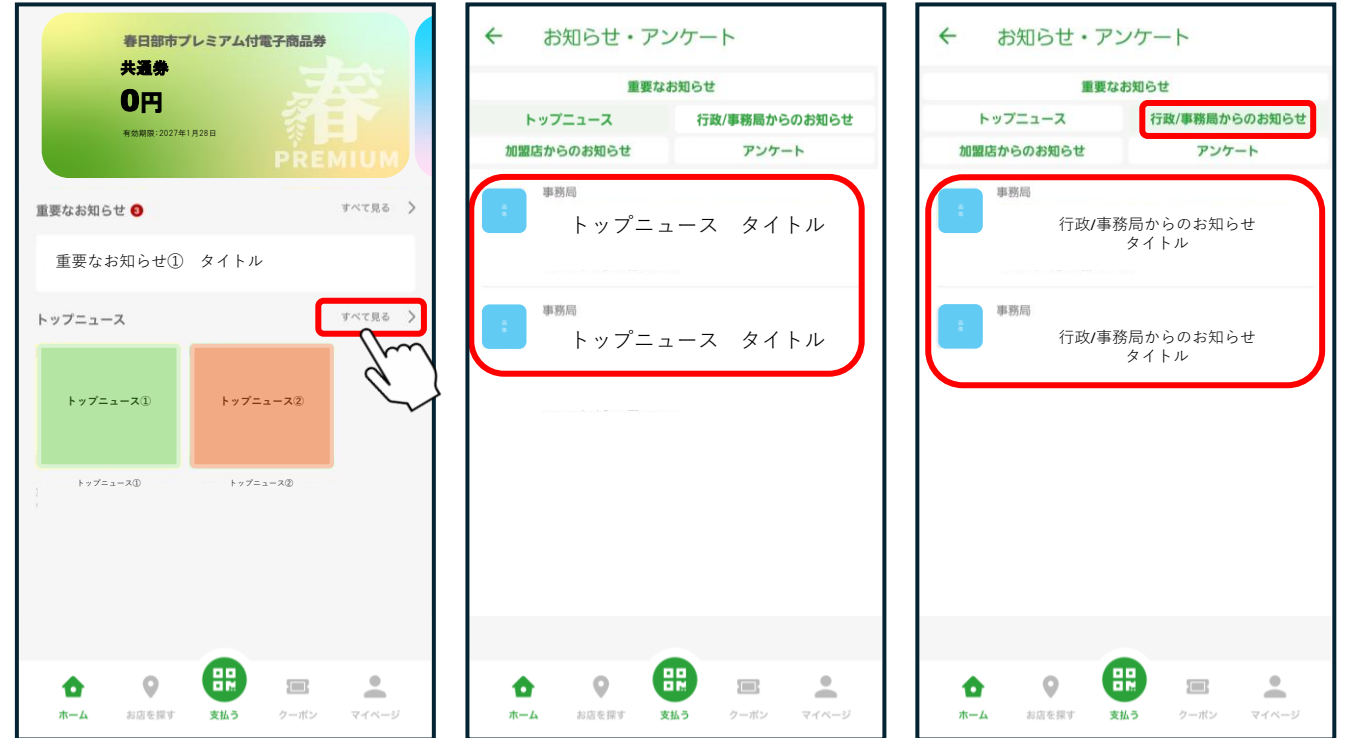 春日部市プレミアム付電子商品券
共通券
0円
有効期限:2027年1月28日
春
PREMIUM
重要なお知らせ 3
すべて見る
重要なお知らせ① タイトル
トップニュース
すべて見る
トップニュース①
トップニュース②
トップニュース①
トップニュース②
ホーム
お店を探す
支払う
クーポン
マイページ
お知らせ・アンケート
重要なお知らせ
トップニュース
行政/事務局からのお知らせ
加盟店からのお知らせ
アンケート
事務局
トップニュース タイトル
事務局
トップニュース タイトル
ホーム
お店を探す
支払う
クーポン
マイページ
お知らせ・アンケート
重要なお知らせ
トップニュース
行政/事務局からのお知らせ
加盟店からのお知らせ
アンケート
事務局
行政/事務局からのお知らせ
タイトル
事務局
行政/事務局からのお知らせ
タイトル
ホーム
お店を探す
支払う
クーポン
マイページ